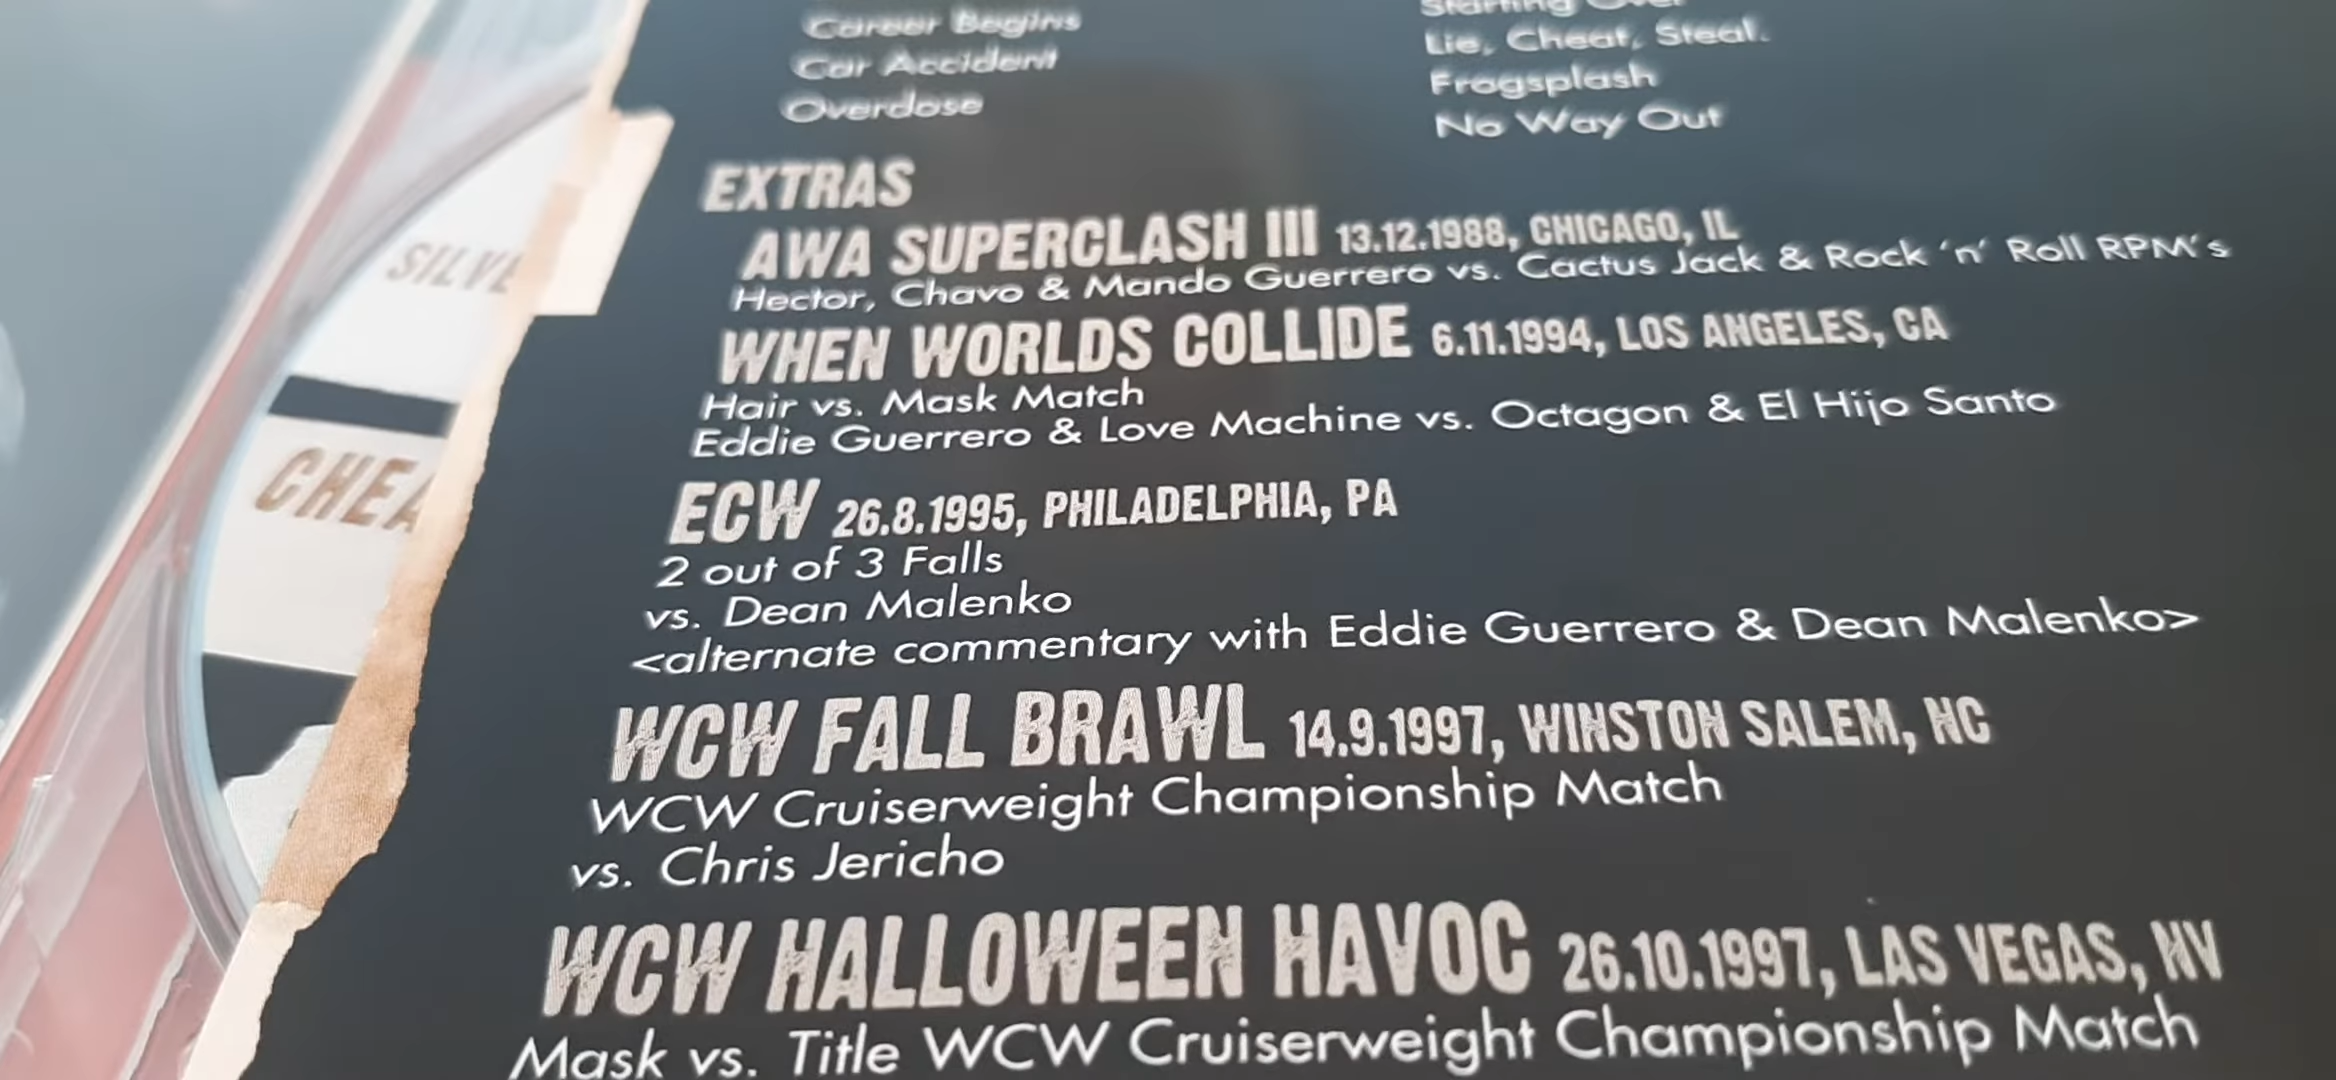 Career Begins
Car Accident
Overdose
Starting Over
Lie, Cheat, Steal.
Frogsplash
No Way Out
EXTRAS
AWA SUPERCLASH III 13.12.1988, CHICAGO, IL
Hector, Chavo & Mando Guerrero vs. Cactus Jack & Rock 'n' Roll RPM's
WHEN WORLDS COLLIDE 6.11.1994, LOS ANGELES, CA
Hair vs. Mask Match
Eddie Guerrero & Love Machine vs. Octagon & El Hijo Santo
ECW 26.8.1995, PHILADELPHIA, PA
2 out of 3 Falls
vs. Dean Malenko
<alternate commentary with Eddie Guerrero & Dean Malenko>
WCW FALL BRAWL 14.9.1997, WINSTON SALEM, NC
WCW Cruiserweight Championship Match
vs. Chris Jericho
WCW HALLOWEEN HAVOC 26.10.1997, LAS VEGAS, NV
Mask vs. Title WCW Cruiserweight Championship Match
SILVE
CHEA